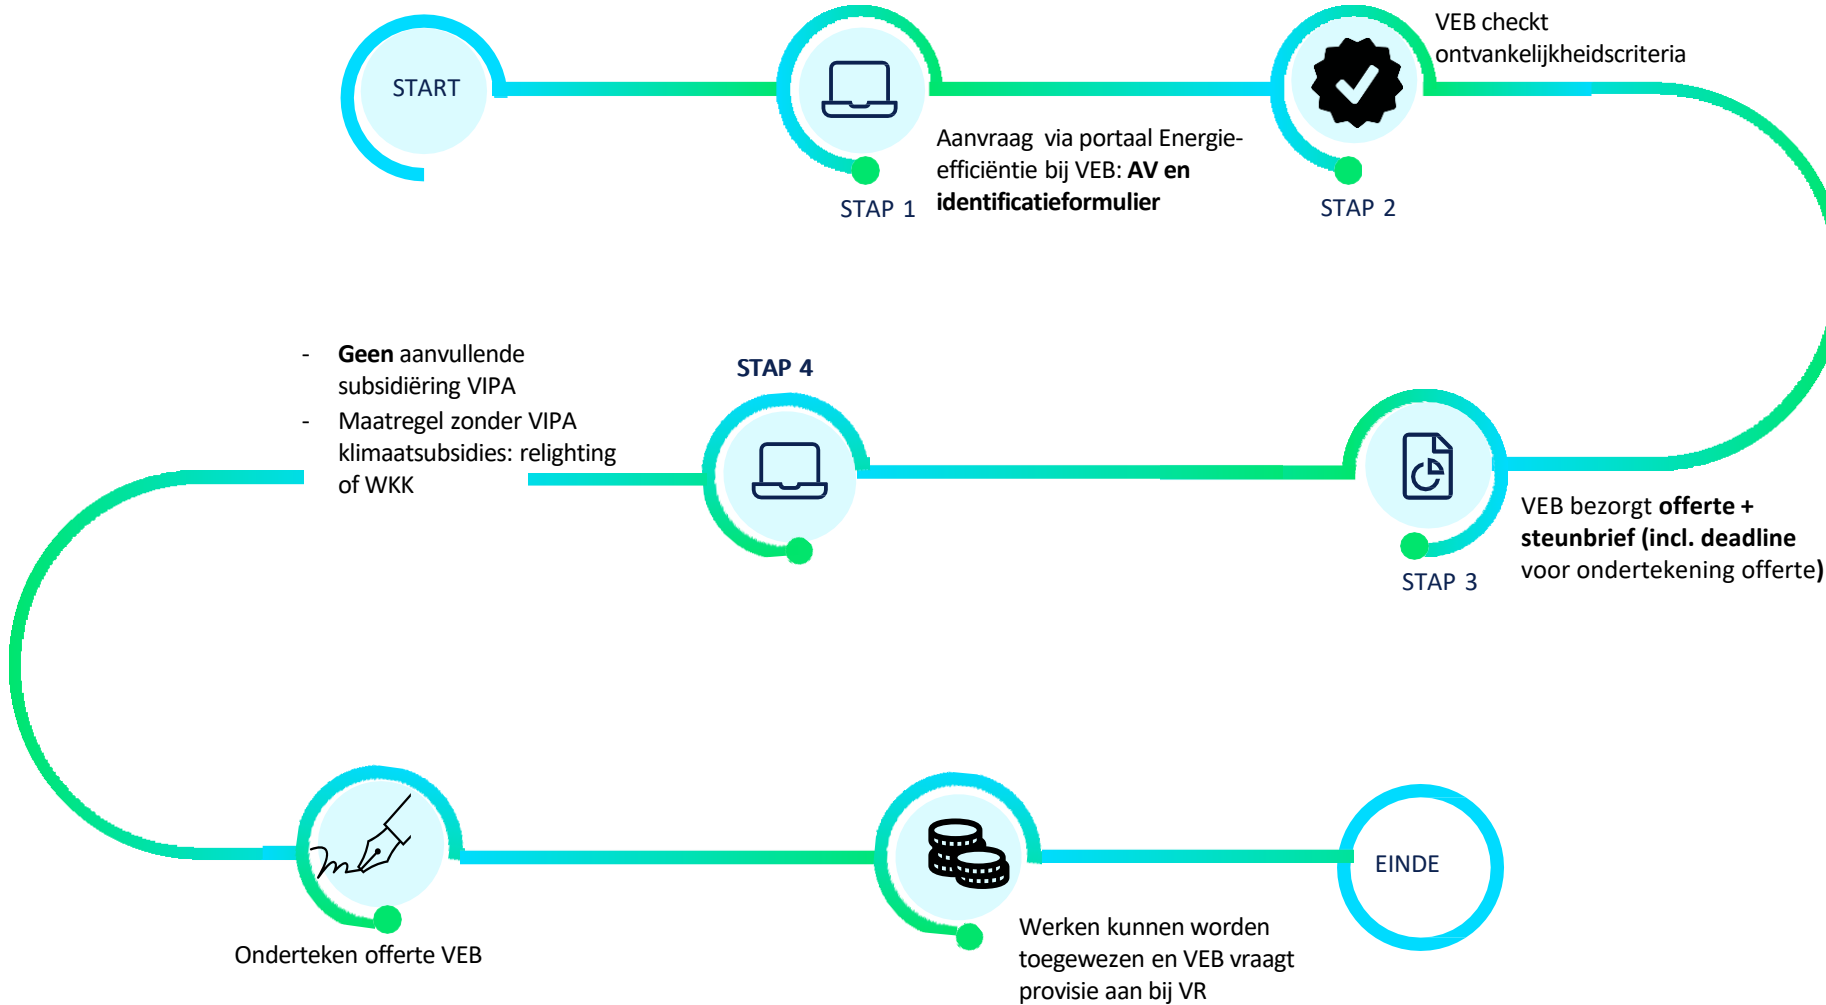 START
STAP 1
Aanvraag via portaal Energie-
efficiëntie bij VEB: AV en
identificatieformulier
STAP 2
VEB checkt
ontvankelijkheidscriteria
STAP 3
VEB bezorgt offerte +
steunbrief (incl. deadline
voor ondertekening offerte)
STAP 4
- Geen aanvullende
subsidiëring VIPA
- Maatregel zonder VIPA
klimaatsubsidies: relighting
of WKK
Onderteken offerte VEB
Werken kunnen worden
toegewezen en VEB vraagt
provisie aan bij VR
EINDE